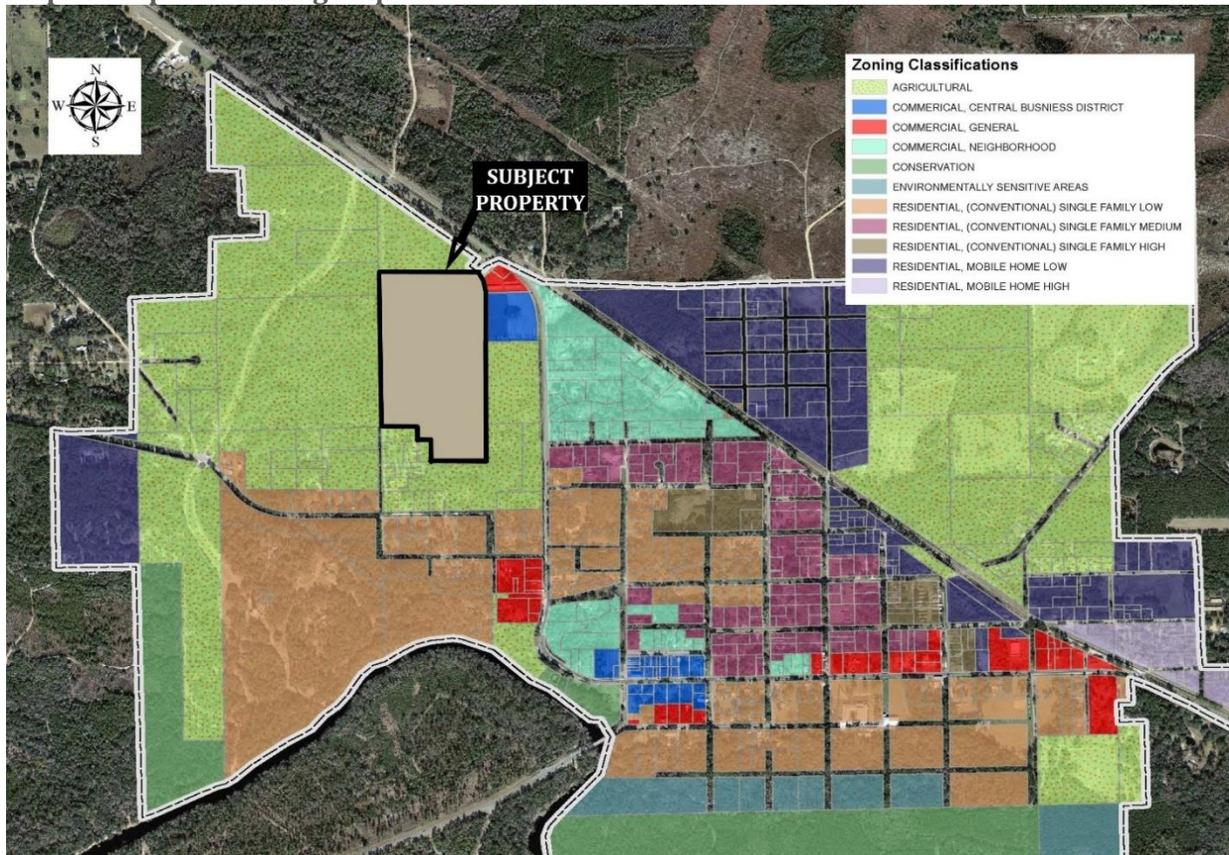 N
W E
S
SUBJECT
PROPERTY
Zoning Classifications
AGRICULTURAL
COMMERICAL, CENTRAL BUSNIESS DISTRICT
COMMERCIAL, GENERAL
COMMERCIAL, NEIGHBORHOOD
CONSERVATION
ENVIRONMENTALLY SENSITIVE AREAS
RESIDENTIAL, (CONVENTIONAL) SINGLE FAMILY LOW
RESIDENTIAL, (CONVENTIONAL) SINGLE FAMILY MEDIUM
RESIDENTIAL, (CONVENTIONAL) SINGLE FAMILY HIGH
RESIDENTIAL, MOBILE HOME LOW
RESIDENTIAL, MOBILE HOME HIGH